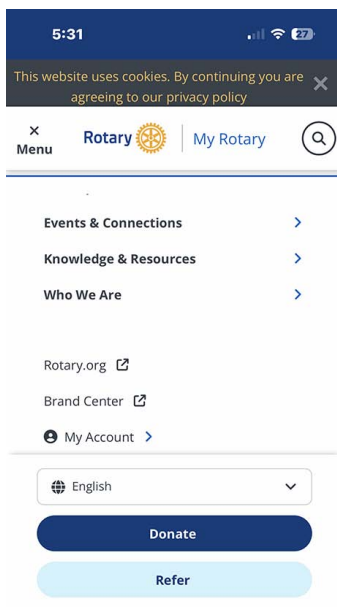 5:31
27
This website uses cookies. By continuing you are
agreeing to our privacy policy
Menu
Rotary
My Rotary
Events & Connections
Knowledge & Resources
Who We Are
Rotary.org
Brand Center
My Account
English
Donate
Refer